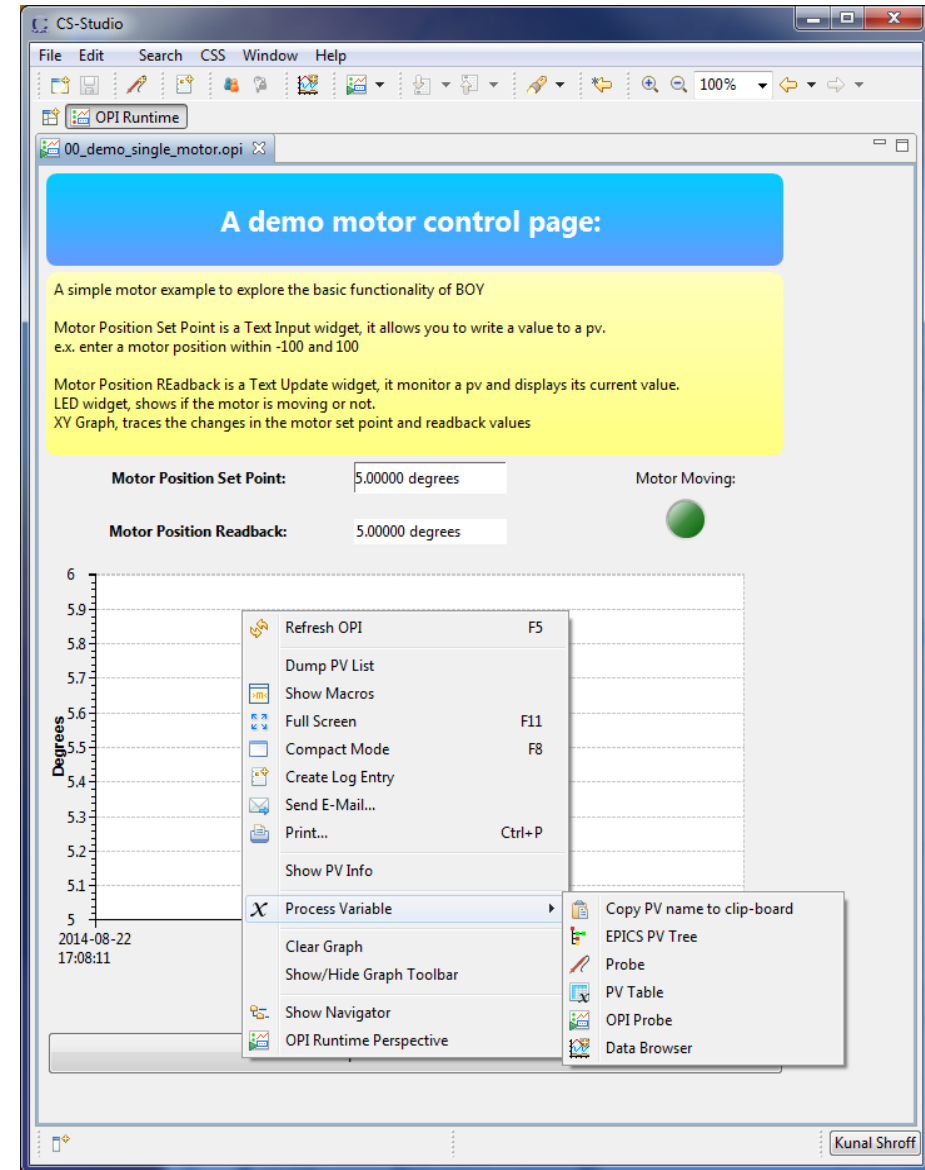 CS-Studio
File Edit Search CSS Window Help
100%
OPI Runtime
00_demo_single_motor.opi
A demo motor control page:
A simple motor example to explore the basic functionality of BOY
Motor Position Set Point is a Text Input widget, it allows you to write a value to a pv.
e.x. enter a motor position within -100 and 100
Motor Position REadback is a Text Update widget, it monitor a pv and displays its current value.
LED widget, shows if the motor is moving or not.
XY Graph, traces the changes in the motor set point and readback values
Motor Position Set Point: 5.00000 degrees Motor Moving:
Motor Position Readback: 5.00000 degrees
6
5.9
5.8
5.7
5.6
5.5
5.4
5.3
5.2
5.1
5
Degrees
2014-08-22
17:08:11
Refresh OPI F5
Dump PV List
Show Macros
Full Screen F11
Compact Mode F8
Create Log Entry
Send E-Mail...
Print... Ctrl+P
Show PV Info
Process Variable
Clear Graph
Show/Hide Graph Toolbar
Show Navigator
OPI Runtime Perspective
Copy PV name to clip-board
EPICS PV Tree
Probe
PV Table
OPI Probe
Data Browser
Kunal Shroff